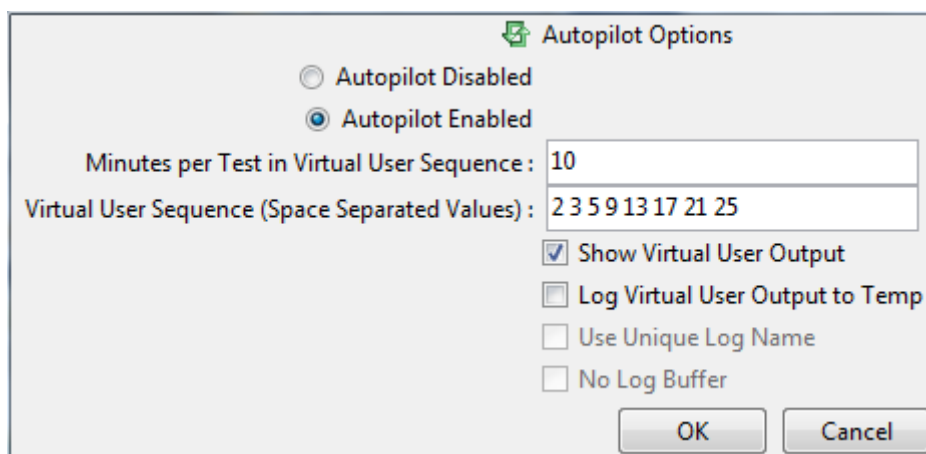 Autopilot Options
Autopilot Disabled
Autopilot Enabled
Minutes per Test in Virtual User Sequence : 10
Virtual User Sequence (Space Separated Values) : 2 3 5 9 13 17 21 25
Show Virtual User Output
Log Virtual User Output to Temp
Use Unique Log Name
No Log Buffer
OK Cancel